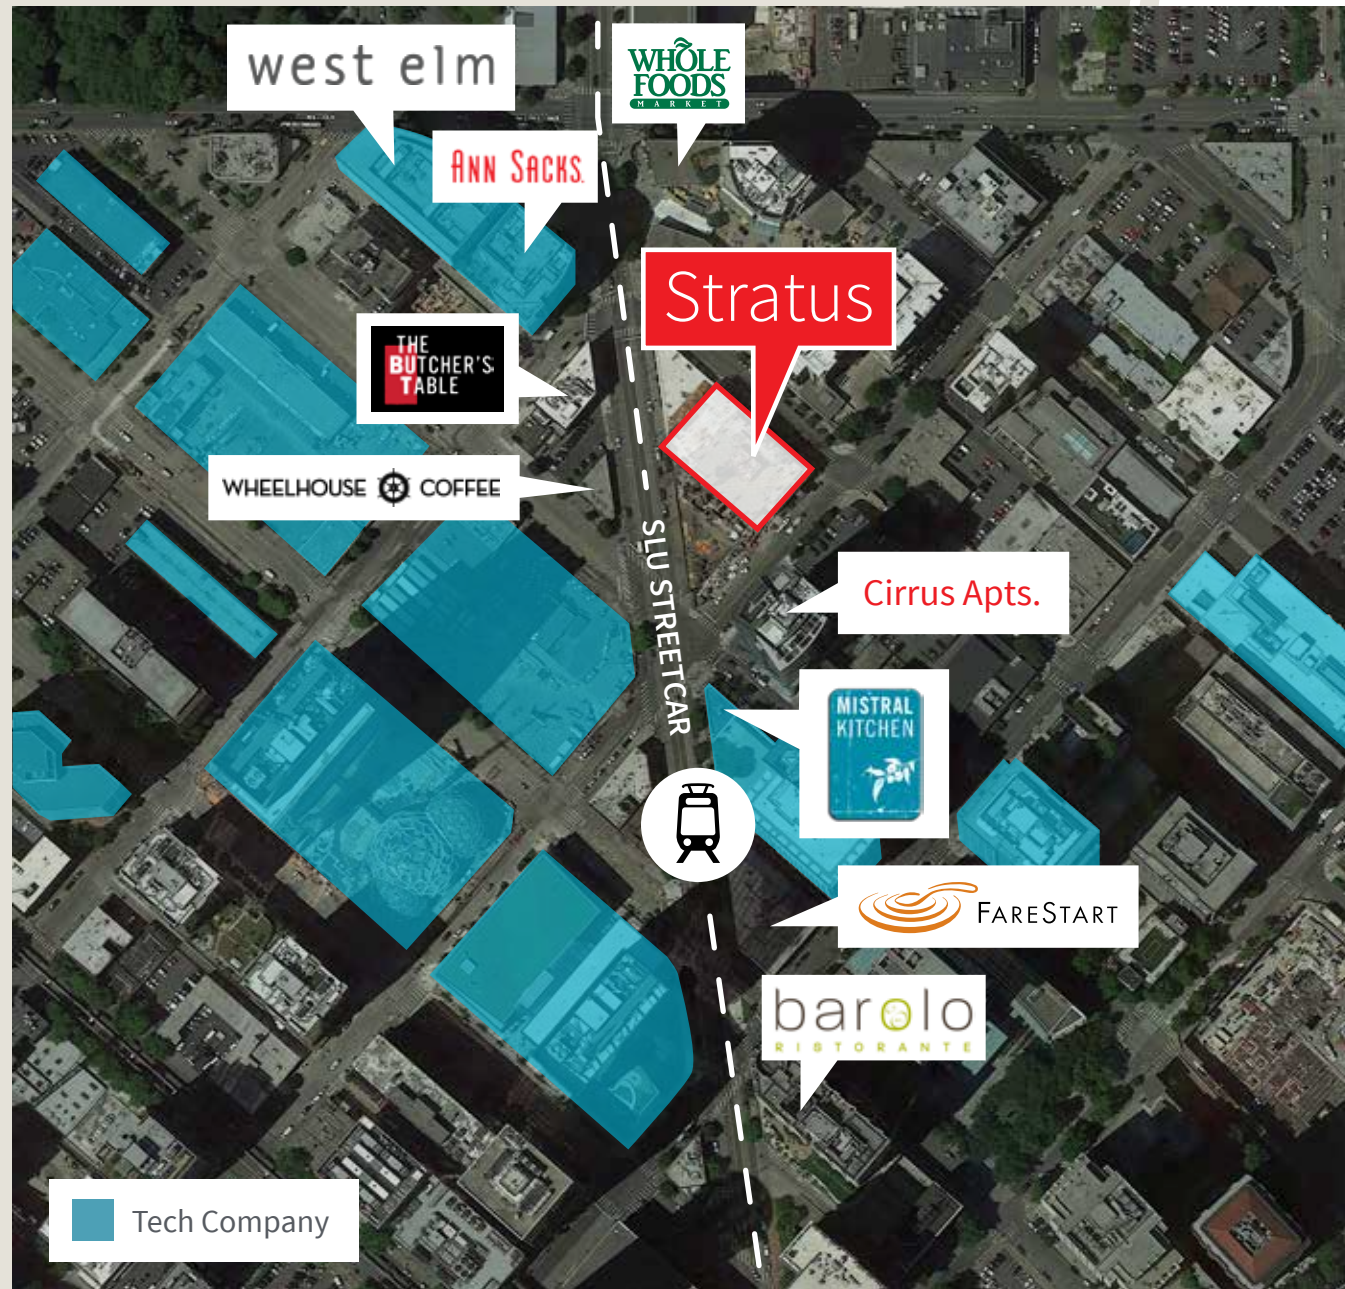 west elm
WHOLE
FOODS
MARKET
ANN SACKS
Stratus
THE
BUTCHER'S
TABLE
WHEELHOUSE COFFEE
SLU STREETCAR
Cirrus Apts.
MISTRAL
KITCHEN
FARESTART
barolo
RISTORANTE
Tech Company